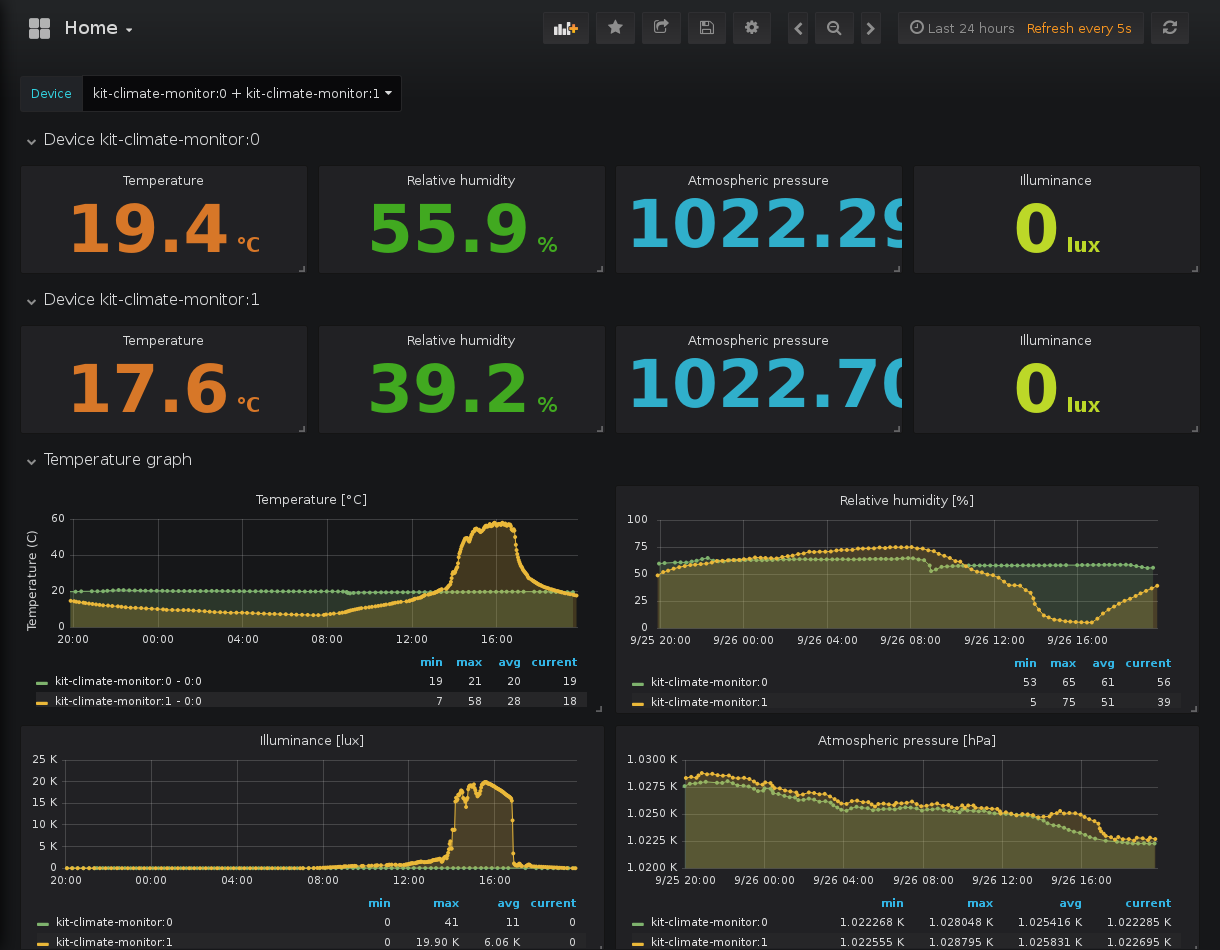 Home
Last 24 hours Refresh every 5s
Device kit-climate-monitor:0 + kit-climate-monitor:1
Device kit-climate-monitor:0
Temperature Relative humidity Atmospheric pressure Illuminance
19.4 °C 55.9 % 1022.29 0 lux
Device kit-climate-monitor:1
Temperature Relative humidity Atmospheric pressure Illuminance
17.6 °C 39.2 % 1022.70 0 lux
Temperature graph
Temperature [°C]
Temperature (C)
60
40
20
0
20:00 00:00 04:00 08:00 12:00 16:00
min max avg current
kit-climate-monitor:0 - 0:0 19 21 20 19
kit-climate-monitor:1 - 0:0 7 58 28 18
Relative humidity [%]
100
75
50
25
0
9/25 20:00 9/26 00:00 9/26 04:00 9/26 08:00 9/26 12:00 9/26 16:00
min max avg current
kit-climate-monitor:0 53 65 61 56
kit-climate-monitor:1 5 75 51 39
Illuminance [lux]
25 K
20 K
15 K
10 K
5 K
0
20:00 00:00 04:00 08:00 12:00 16:00
min max avg current
kit-climate-monitor:0 0 41 11 0
kit-climate-monitor:1 0 19.90 K 6.06 K 0
Atmospheric pressure [hPa]
1.0300 K
1.0275 K
1.0250 K
1.0225 K
1.0200 K
9/25 20:00 9/26 00:00 9/26 04:00 9/26 08:00 9/26 12:00 9/26 16:00
min max avg current
kit-climate-monitor:0 1.022268 K 1.028048 K 1.025416 K 1.022285 K
kit-climate-monitor:1 1.022555 K 1.028795 K 1.025831 K 1.022695 K